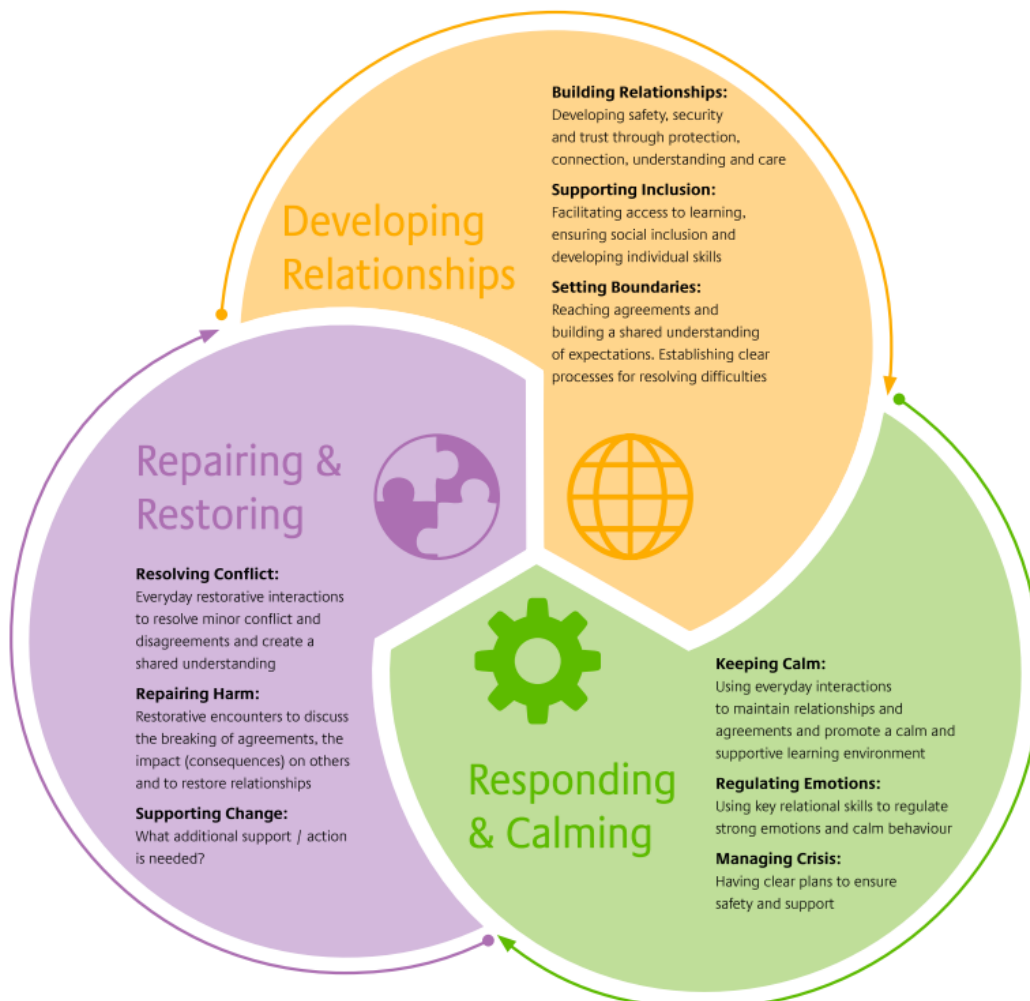 Developing
Relationships
Building Relationships:
Developing safety, security
and trust through protection,
connection, understanding and care
Supporting Inclusion:
Facilitating access to learning,
ensuring social inclusion and
developing individual skills
Setting Boundaries:
Reaching agreements and
building a shared understanding
of expectations. Establishing clear
processes for resolving difficulties
Repairing &
Restoring
Resolving Conflict:
Everyday restorative interactions
to resolve minor conflict and
disagreements and create a
shared understanding
Repairing Harm:
Restorative encounters to discuss
the breaking of agreements, the
impact (consequences) on others
and to restore relationships
Supporting Change:
What additional support / action
is needed?
Responding
& Calming
Keeping Calm:
Using everyday interactions
to maintain relationships and
agreements and promote a calm and
supportive learning environment
Regulating Emotions:
Using key relational skills to regulate
strong emotions and calm behaviour
Managing Crisis:
Having clear plans to ensure
safety and support